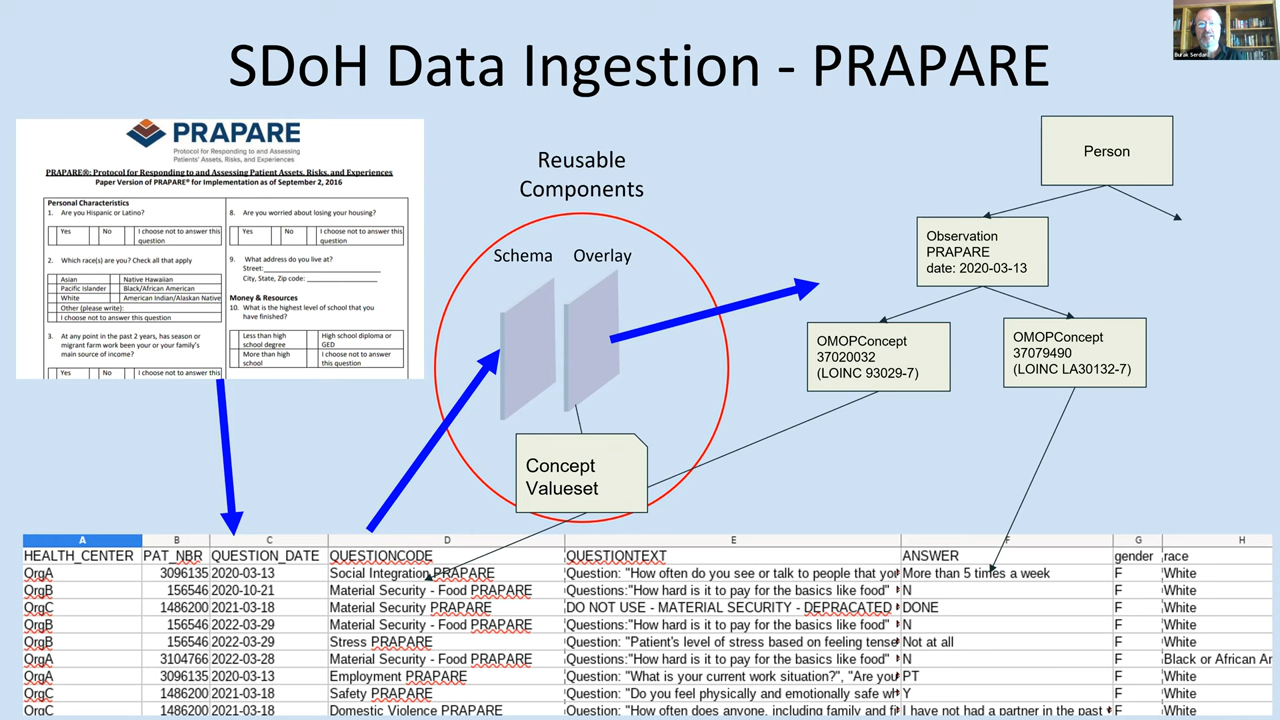 SDoH Data Ingestion - PRAPARE
Burak Serdar
PRAPARE
Protocol for Responding to and Assessing
Patients' Assets, Risks, and Experiences
PRAPARE®: Protocol for Responding to and Assessing Patient Assets, Risks, and Experiences
Paper Version of PRAPARE® for Implementation as of September 2, 2016
Personal Characteristics
1. Are you Hispanic or Latino?
Yes No I choose not to answer this
question
2. Which race(s) are you? Check all that apply
Asian Native Hawaiian
Pacific Islander Black/African American
White American Indian/Alaskan Native
Other (please write):
I choose not to answer this question
3. At any point in the past 2 years, has season or
migrant farm work been your or your family's
main source of income?
Yes No I choose not to answer this
8. Are you worried about losing your housing?
Yes No I choose not to answer this
question
9. What address do you live at?
Street:
City, State, Zip code:
Money & Resources
10. What is the highest level of school that you
have finished?
Less than high
school degree
High school diploma or
GED
More than high
school
I choose not to answer
this question
Reusable
Components
Schema
Overlay
Concept
Valueset
Person
Observation
PRAPARE
date: 2020-03-13
OMOPConcept
37020032
(LOINC 93029-7)
OMOPConcept
37079490
(LOINC LA30132-7)
A B C D E F G H
HEALTH_CENTER PAT_NBR QUESTION_DATE QUESTIONCODE QUESTIONTEXT ANSWER gender race
OrgA 3096135 2020-03-13 Social Integration PRAPARE Question: "How often do you see or talk to people that you More than 5 times a week F White
OrgB 156546 2020-10-21 Material Security - Food PRAPARE Questions:"How hard is it to pay for the basics like food" N F White
OrgC 1486200 2021-03-18 Material Security PRAPARE DO NOT USE - MATERIAL SECURITY - DEPRACATED DONE F White
OrgB 156546 2022-03-29 Material Security - Food PRAPARE Questions:"How hard is it to pay for the basics like food" N F White
OrgB 156546 2022-03-29 Stress PRAPARE Question: "Patient's level of stress based on feeling tense Not at all F White
OrgA 3104766 2022-03-28 Material Security - Food PRAPARE Questions:"How hard is it to pay for the basics like food" N F Black or African Am
OrgA 3096135 2020-03-13 Employment PRAPARE Question: "What is your current work situation?", "Are you PT F White
OrgC 1486200 2021-03-18 Safety PRAPARE Question: "Do you feel physically and emotionally safe wh Y F White
OrgC 1486200 2021-03-18 Domestic Violence PRAPARE Question: "How often does anyone, including family and fr I have not had a partner in the past F White